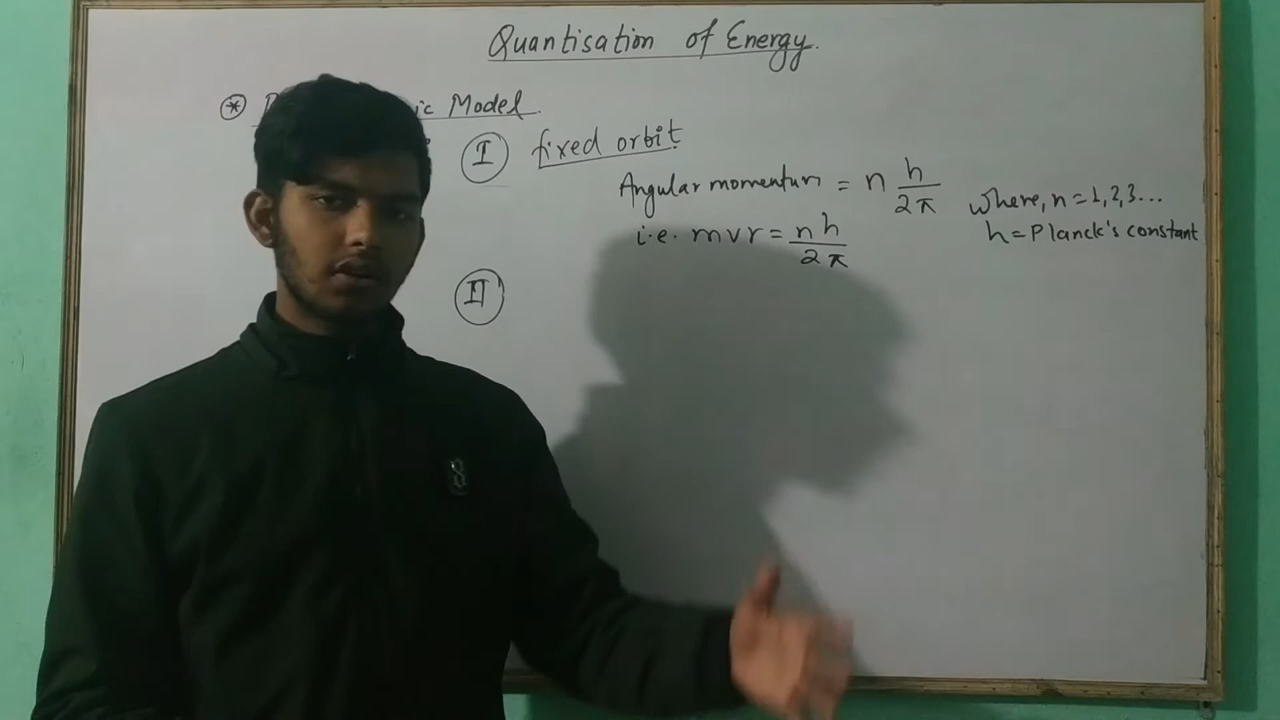 Quantisation of Energy.
* ic Model
I fixed orbit
Angular momentum = n h/2π where, n = 1, 2, 3...
i.e. mvr = nh/2π h = Planck's constant
II